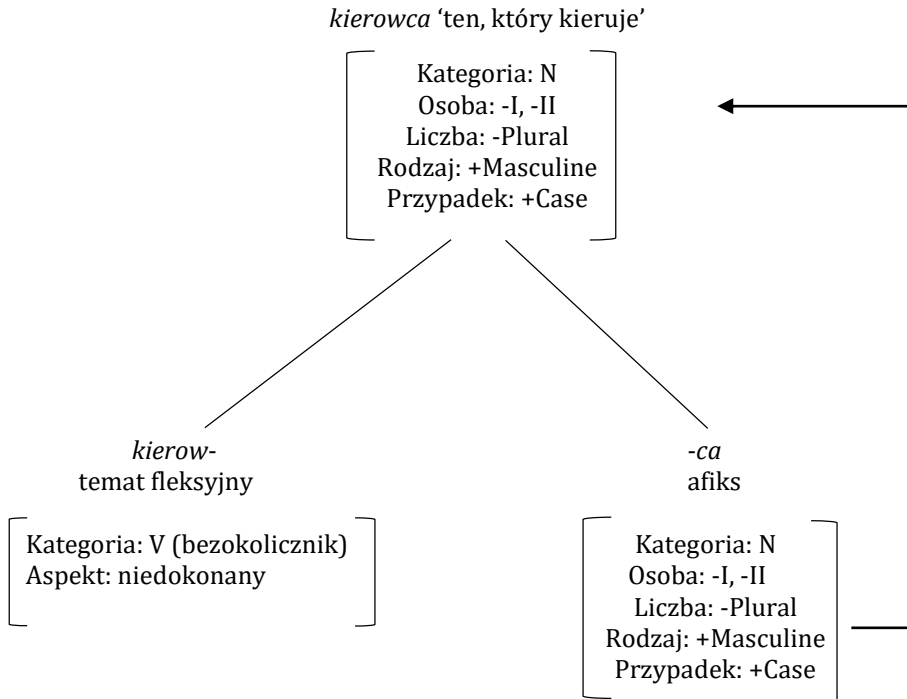 kierowca ‘ten, który kieruje’
Kategoria: N
Osoba: -I, -II
Liczba: -Plural
Rodzaj: +Masculine
Przypadek: +Case
kierow-
temat fleksyjny
Kategoria: V (bezokolicznik)
Aspekt: niedokonany
-ca
afiks
Kategoria: N
Osoba: -I, -II
Liczba: -Plural
Rodzaj: +Masculine
Przypadek: +Case